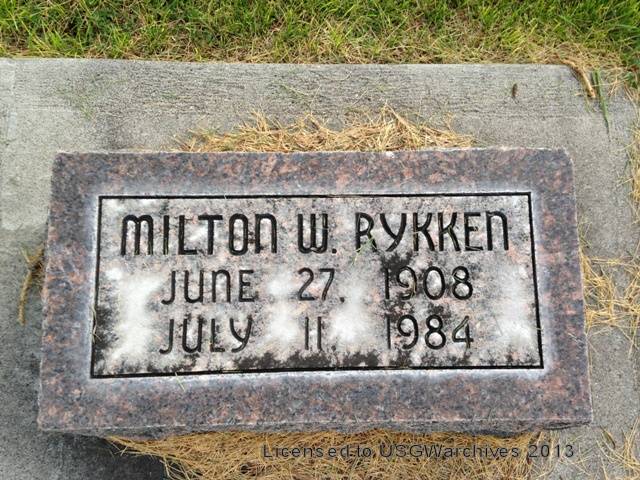 MILTON W. RYKKEN
JUNE 27, 1908
JULY 11, 1984
Licensed to USGWarchives 2013